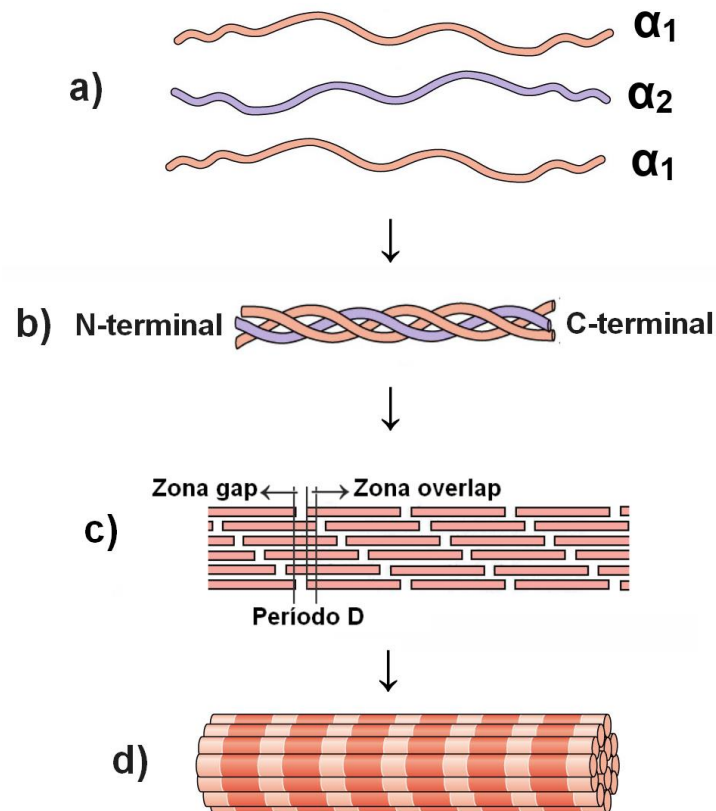 α1
a)
α2
α1
b) N-terminal C-terminal
Zona gap Zona overlap
c)
Período D
d)